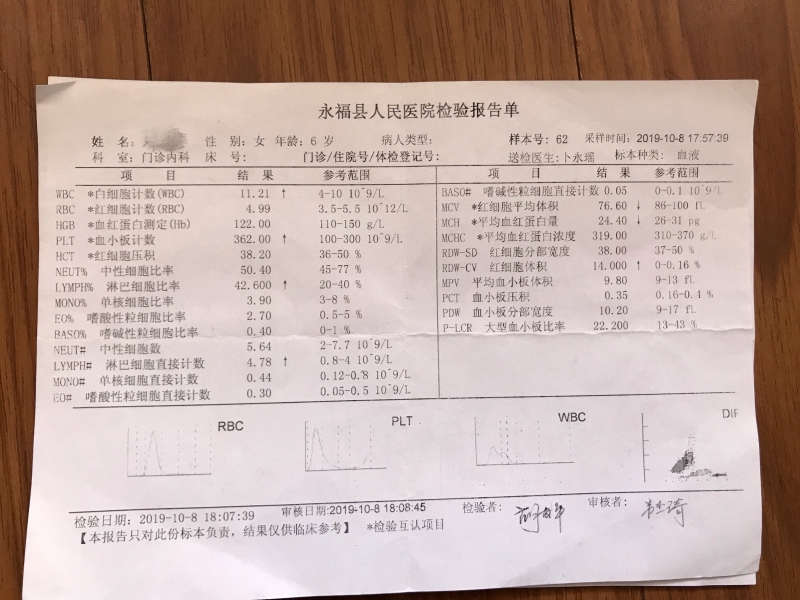 永福县人民医院检验报告单
姓 名: 性 别: 女 年龄: 6 岁 病人类型: 样本号: 62 采样时间: 2019-10-8 17:57:39
科 室: 门诊内科 床 号: 门诊/住院号/体检登记号: 送检医生: 卜永瑶 标本种类: 血液
项 目 结 果 参考范围
WBC *白细胞计数(WBC) 11.21 ↑ 4-10 10^9/L
RBC *红细胞计数(RBC) 4.99 3.5-5.5 10^12/L
HGB *血红蛋白测定(Hb) 122.00 110-150 g/L
PLT *血小板计数 362.00 ↑ 100-300 10^9/L
HCT *红细胞压积 38.20 36-50 %
NEUT% 中性细胞比率 50.40 45-77 %
LYMPH% 淋巴细胞比率 42.600 ↑ 20-40 %
MONO% 单核细胞比率 3.90 3-8 %
EO% 嗜酸性粒细胞比率 2.70 0.5-5 %
BASO% 嗜碱性粒细胞比率 0.40 0-1 %
NEUT# 中性细胞数 5.64 2-7.7 10^9/L
LYMPH# 淋巴细胞直接计数 4.78 ↑ 0.8-4 10^9/L
MONO# 单核细胞直接计数 0.44 0.12-0.8 10^9/L
EO# 嗜酸性粒细胞直接计数 0.30 0.05-0.5 10^9/L
项 目 结 果 参考范围
BASO# 嗜碱性粒细胞直接计数 0.05 0-0.1 10^9/L
MCV *红细胞平均体积 76.60 ↓ 86-100 fL
MCH *平均血红蛋白量 24.40 ↓ 26-31 pg
MCHC *平均血红蛋白浓度 319.00 310-370 g/L
RDW-SD 红细胞分部宽度 38.00 37-50 %
RDW-CV 红细胞体积 14.000 ↑ 0-0.16 %
MPV 平均血小板体积 9.80 9-13 fL
PCT 血小板压积 0.35 0.16-0.4 %
PDW 血小板分部宽度 10.20 9-17 fL
P-LCR 大型血小板比率 22.200 13-43 %
RBC
PLT
WBC
DIF
检验日期: 2019-10-8 18:07:39 审核日期:2019-10-8 18:08:45 检验者: 审核者:
【本报告只对此份标本负责，结果仅供临床参考】 *检验互认项目